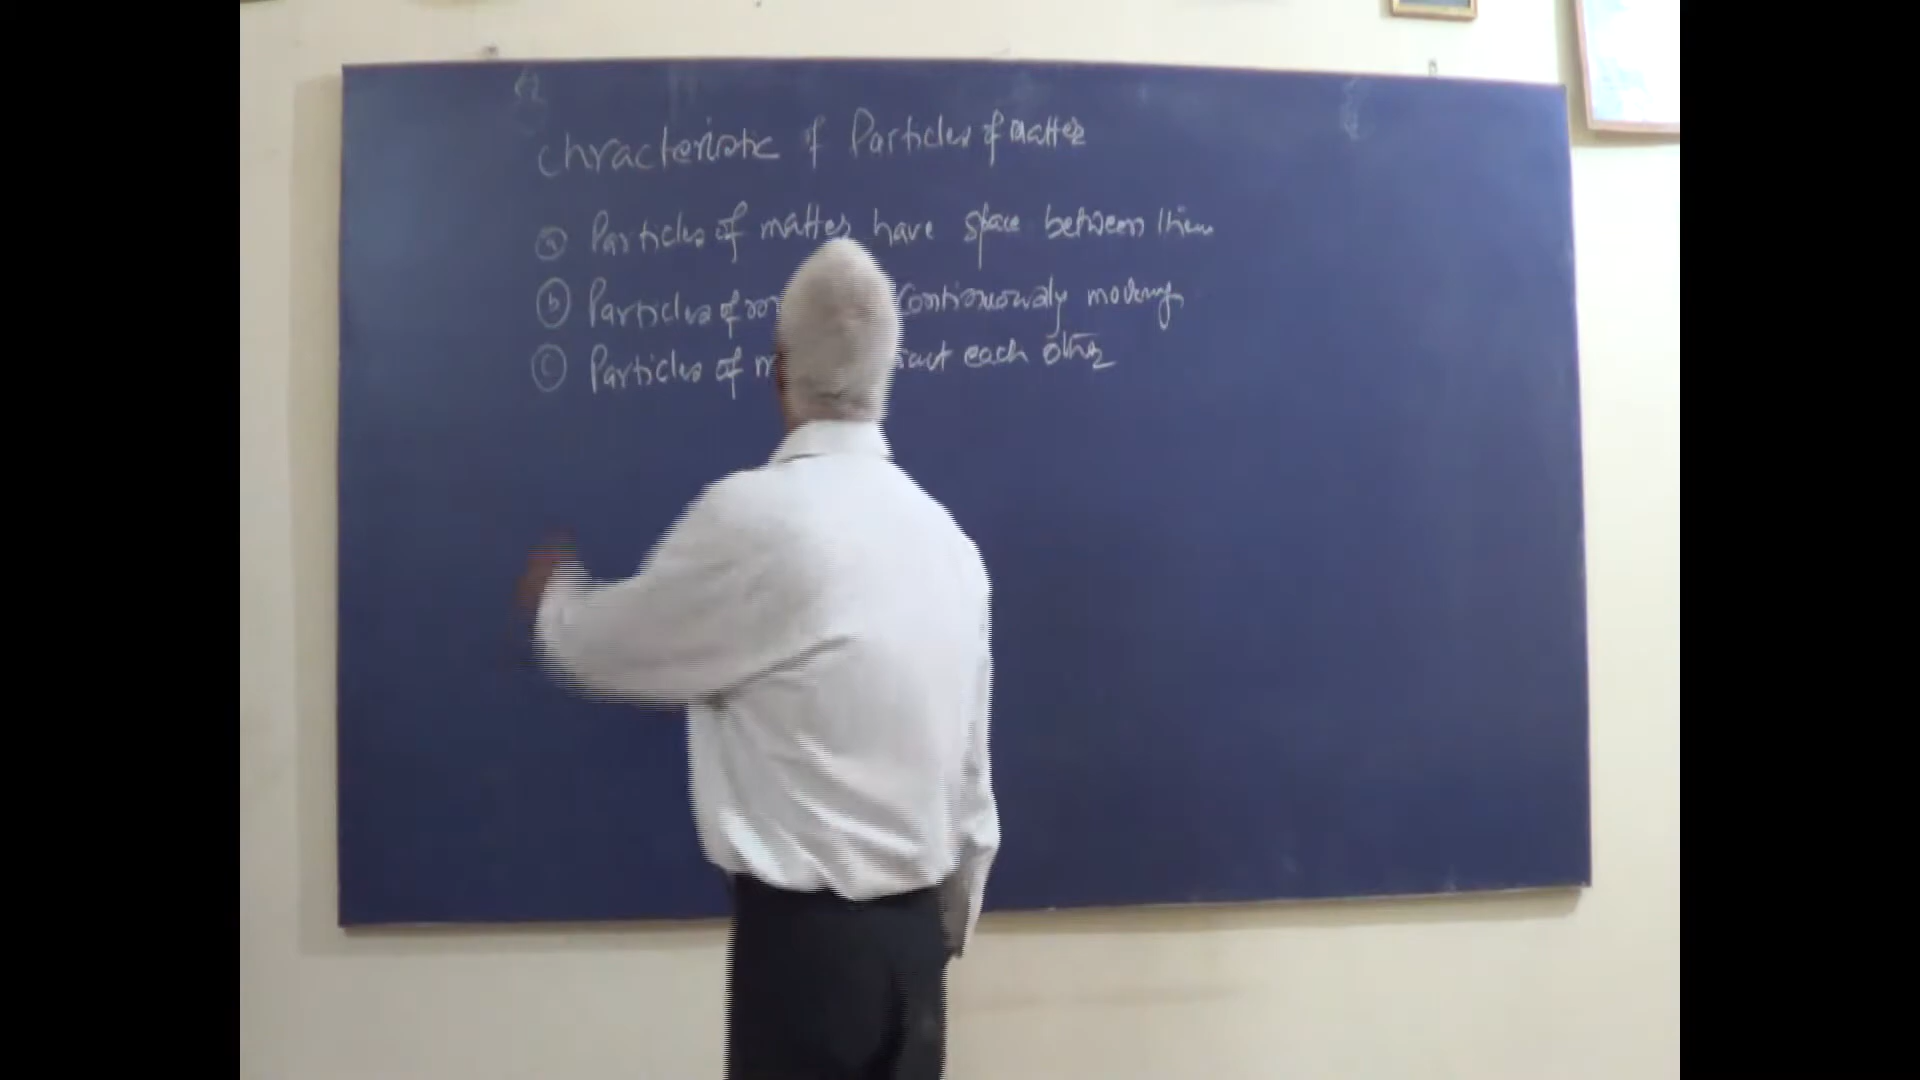 Chracteristic of Particles of matter
(a) Particles of matter have space between them
(b) Particles of continuously moving
(c) Particles of each other